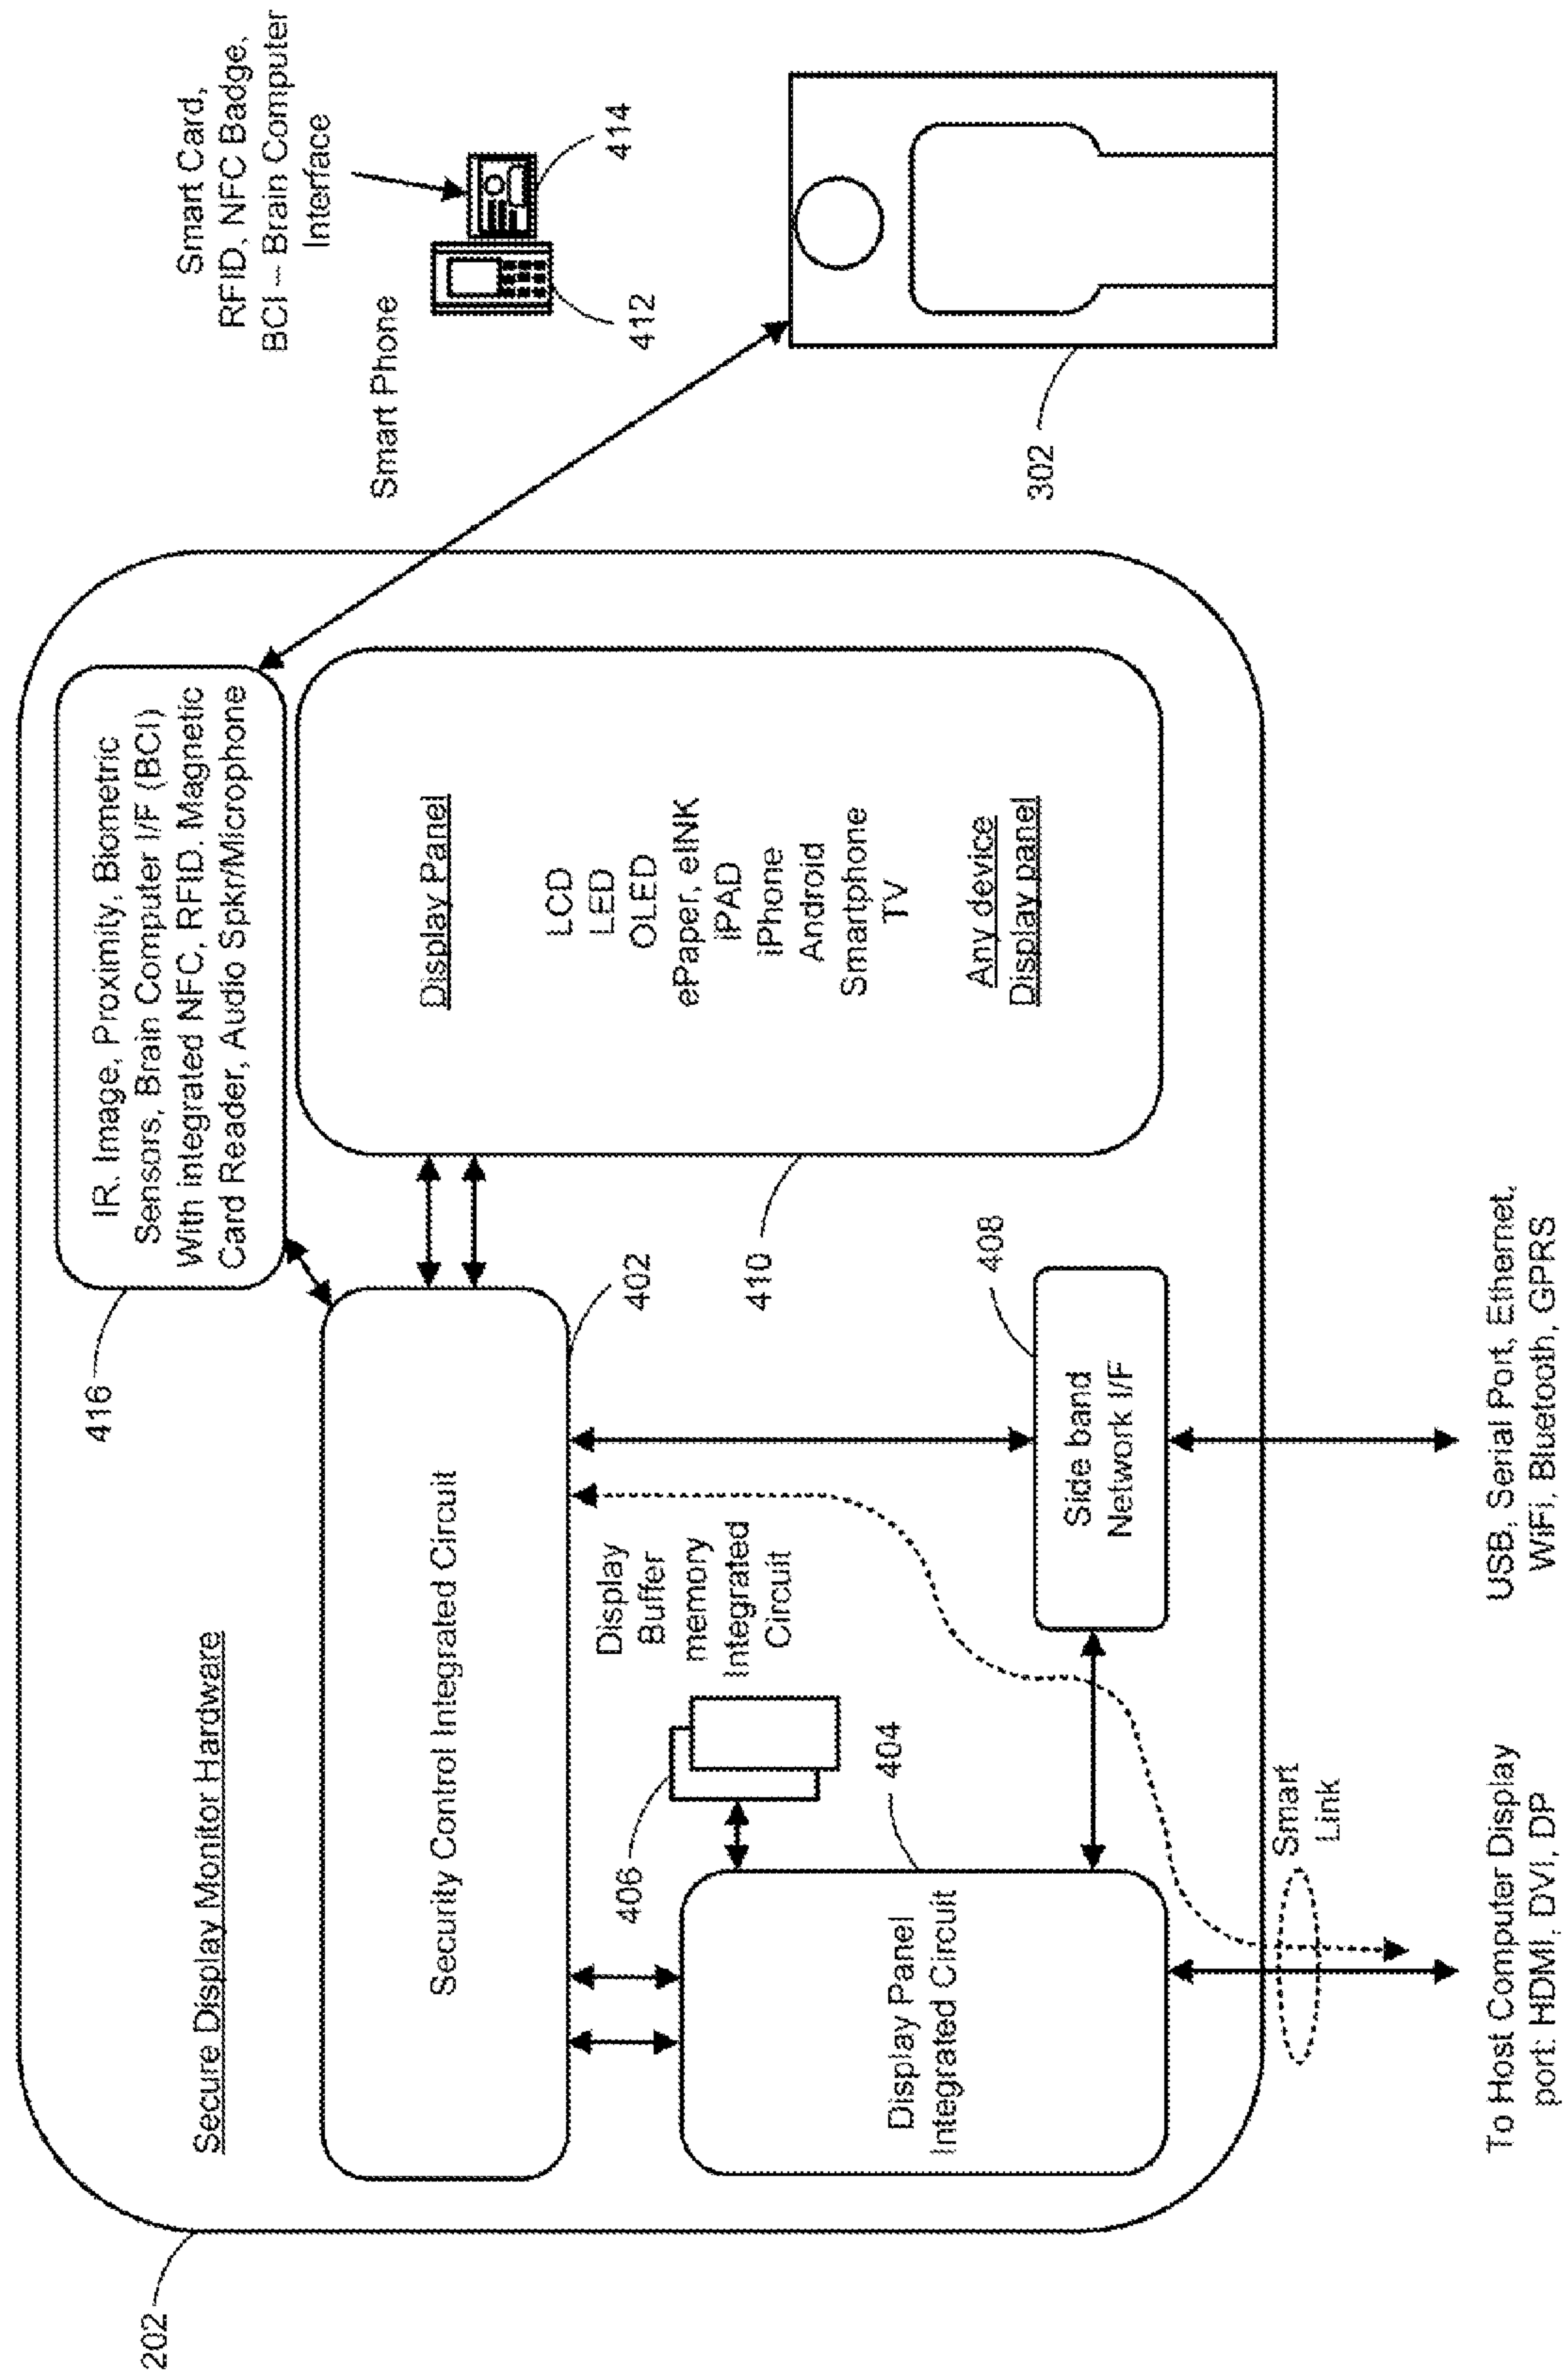 202
Secure Display Monitor Hardware
416
IR, Image, Proximity, Biometric
Sensors, Brain Computer I/F (BCI)
With integrated NFC, RFID, Magnetic
Card Reader, Audio Spkr/Microphone
Smart Card,
RFID, NFC Badge,
BCI – Brain Computer
Interface
Smart Phone
412
414
302
Security Control Integrated Circuit
402
Display Panel
LCD
LED
OLED
ePaper, eINK
iPAD
iPhone
Android
Smartphone
TV
Any device
Display panel
410
406
Display
Buffer
memory
Integrated
Circuit
404
Display Panel
Integrated Circuit
408
Side band
Network I/F
Smart
Link
To Host Computer Display
port: HDMI, DVI, DP
USB, Serial Port, Ethernet,
WiFi, Bluetooth, GPRS